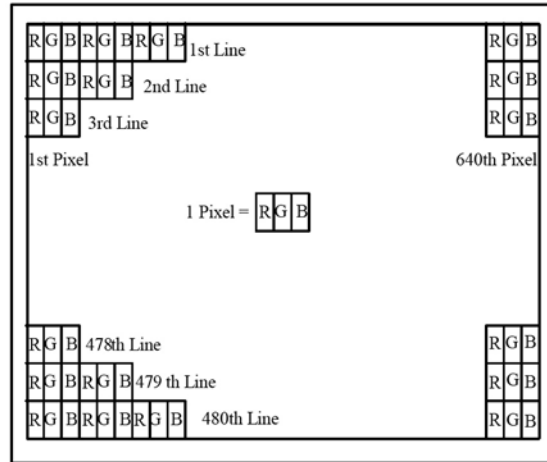 R G B R G B R G B 1st Line R G B
R G B R G B 2nd Line R G B
R G B 3rd Line R G B
1st Pixel 640th Pixel
1 Pixel = R G B
R G B 478th Line R G B
R G B R G B 479 th Line R G B
R G B R G B R G B 480th Line R G B